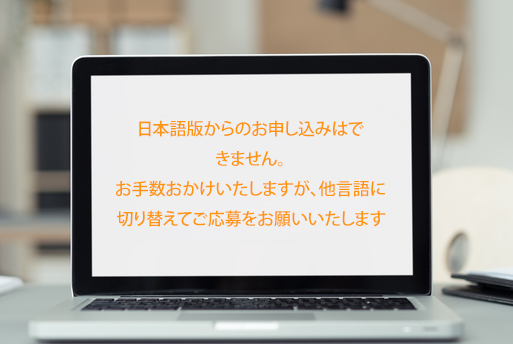 日本語版からのお申し込みはで
きません。
お手数おかけいたしますが、他言語に
切り替えてご応募をお願いいたします